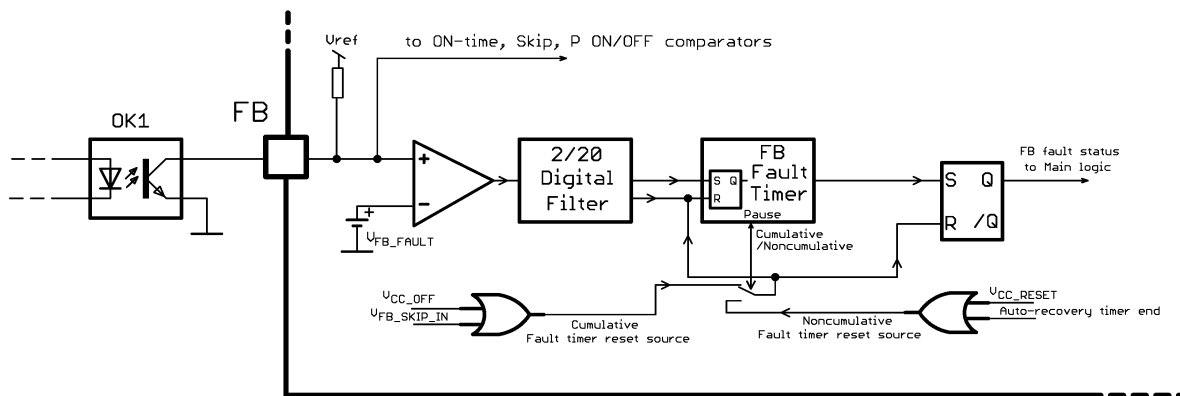 Vref
to ON-time, Skip, P ON/OFF comparators
OK1
FB
+
−
+
VFB_FAULT
2/20
Digital
Filter
FB
Fault
Timer
S Q
R
Pause
Cumulative
/Noncumulative
S Q
R /Q
FB fault status
to Main logic
VCC_OFF
VFB_SKIP_IN
Cumulative
Fault timer reset source
Noncumulative
Fault timer reset source
VCC_RESET
Auto-recovery timer end